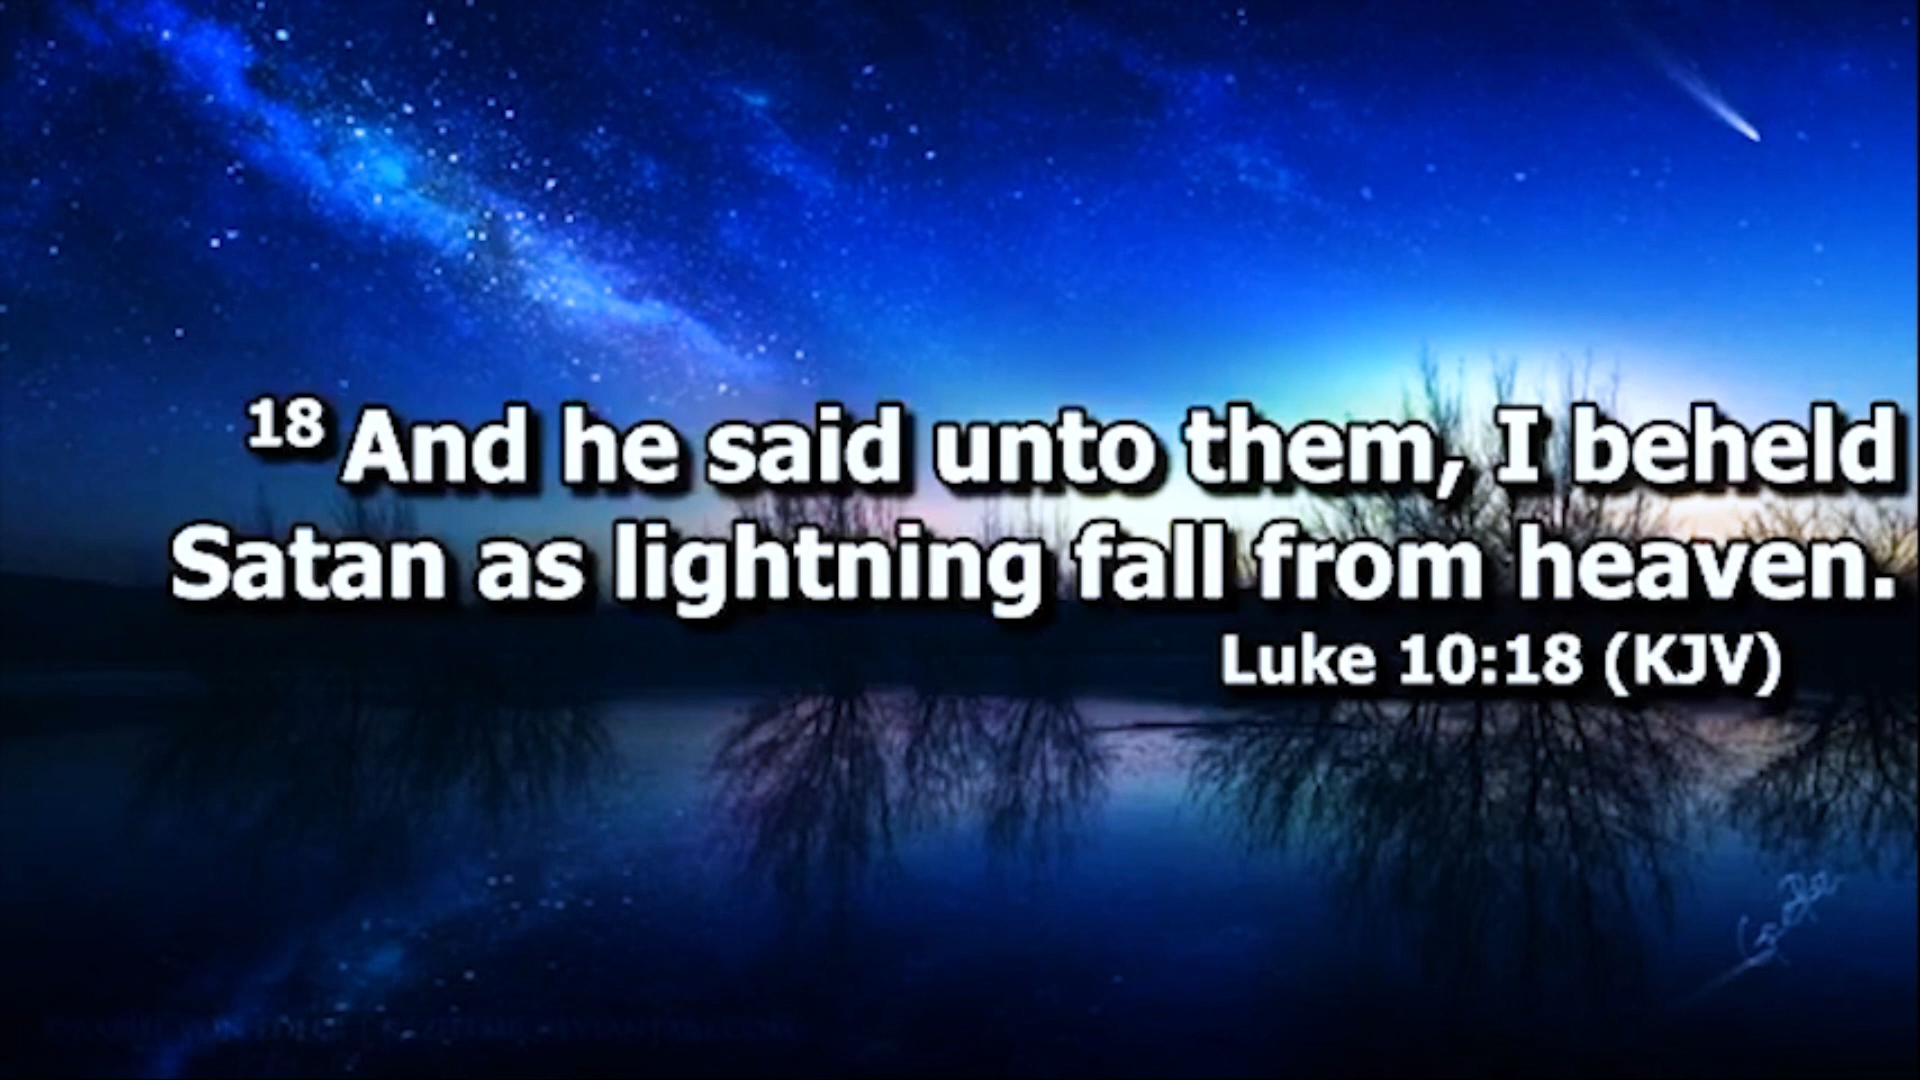 18 And he said unto them, I beheld
Satan as lightning fall from heaven.
Luke 10:18 (KJV)